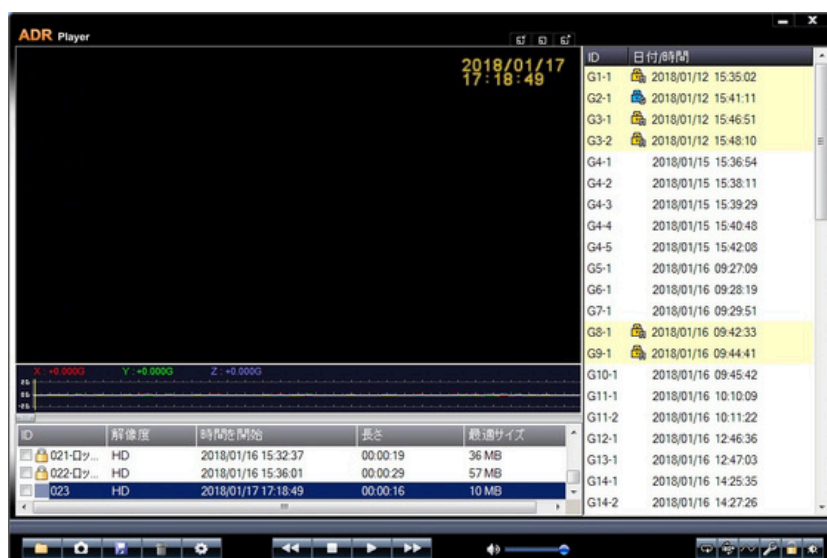 ADR Player
2018/01/17
17:18:49
X : +0.000G Y : +0.000G Z : +0.000G
ID 解像度 時間を開始 長さ 最適サイズ
021-ロッ... HD 2018/01/16 15:32:37 00:00:19 36 MB
022-ロッ... HD 2018/01/16 15:36:01 00:00:29 57 MB
023 HD 2018/01/17 17:18:49 00:00:16 10 MB
ID 日付/時間
G1-1 2018/01/12 15:35:02
G2-1 2018/01/12 15:41:11
G3-1 2018/01/12 15:46:51
G3-2 2018/01/12 15:48:10
G4-1 2018/01/15 15:36:54
G4-2 2018/01/15 15:38:11
G4-3 2018/01/15 15:39:29
G4-4 2018/01/15 15:40:48
G4-5 2018/01/15 15:42:08
G5-1 2018/01/16 09:27:09
G6-1 2018/01/16 09:28:19
G7-1 2018/01/16 09:29:51
G8-1 2018/01/16 09:42:33
G9-1 2018/01/16 09:44:41
G10-1 2018/01/16 09:45:42
G11-1 2018/01/16 10:10:09
G11-2 2018/01/16 10:11:22
G12-1 2018/01/16 12:46:36
G13-1 2018/01/16 12:47:03
G14-1 2018/01/16 14:25:35
G14-2 2018/01/16 14:27:26